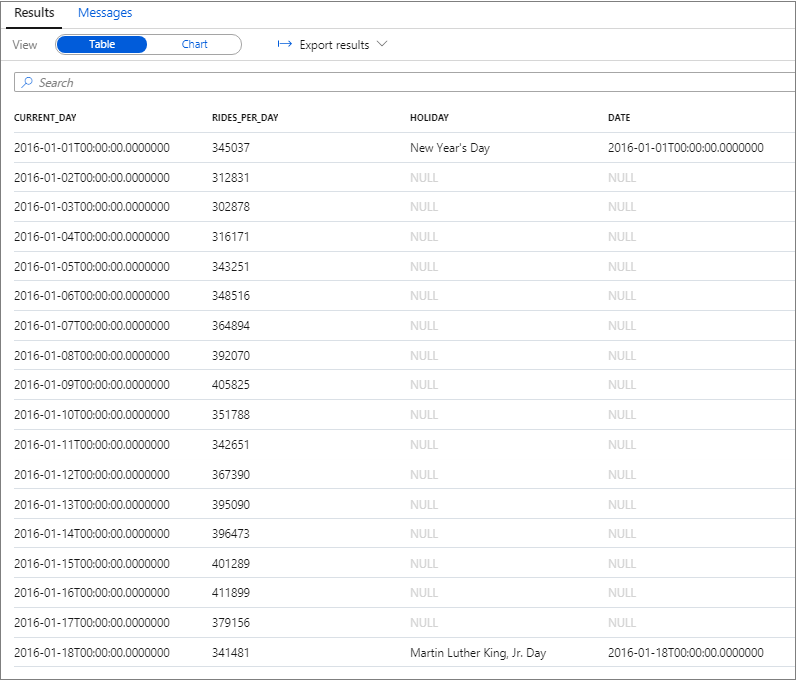 Results Messages
View Table Chart Export results
Search
CURRENT_DAY RIDES_PER_DAY HOLIDAY DATE
2016-01-01T00:00:00.0000000 345037 New Year's Day 2016-01-01T00:00:00.0000000
2016-01-02T00:00:00.0000000 312831 NULL NULL
2016-01-03T00:00:00.0000000 302878 NULL NULL
2016-01-04T00:00:00.0000000 316171 NULL NULL
2016-01-05T00:00:00.0000000 343251 NULL NULL
2016-01-06T00:00:00.0000000 348516 NULL NULL
2016-01-07T00:00:00.0000000 364894 NULL NULL
2016-01-08T00:00:00.0000000 392070 NULL NULL
2016-01-09T00:00:00.0000000 405825 NULL NULL
2016-01-10T00:00:00.0000000 351788 NULL NULL
2016-01-11T00:00:00.0000000 342651 NULL NULL
2016-01-12T00:00:00.0000000 367390 NULL NULL
2016-01-13T00:00:00.0000000 395090 NULL NULL
2016-01-14T00:00:00.0000000 396473 NULL NULL
2016-01-15T00:00:00.0000000 401289 NULL NULL
2016-01-16T00:00:00.0000000 411899 NULL NULL
2016-01-17T00:00:00.0000000 379156 NULL NULL
2016-01-18T00:00:00.0000000 341481 Martin Luther King, Jr. Day 2016-01-18T00:00:00.0000000